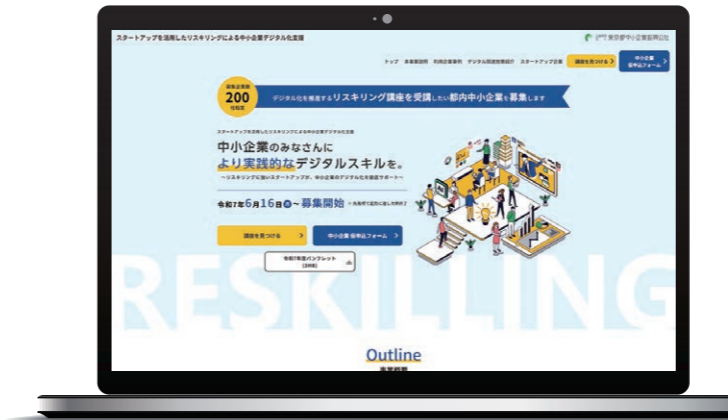 スタートアップを活用したリスキリングによる中小企業デジタル化支援
東京都中小企業振興公社
トップ 本事業説明 利用企業事例 デジタル関連施策紹介 スタートアップ企業 講座を見つける
中小企業
仮申込フォーム
募集企業数
200
社程度
デジタル化を推進するリスキリング講座を受講したい都内中小企業を募集します
スタートアップを活用したリスキリングによる中小企業デジタル化支援
中小企業のみなさんに
より実践的なデジタルスキルを。
～リスキリングに強いスタートアップが、中小企業のデジタル化を徹底サポート～
令和7年6月16日㊊～募集開始
講座を見つける
中小企業 仮申込フォーム
令和7年度パンフレット
(3MB)
RESKILLING
Outline
事業概要